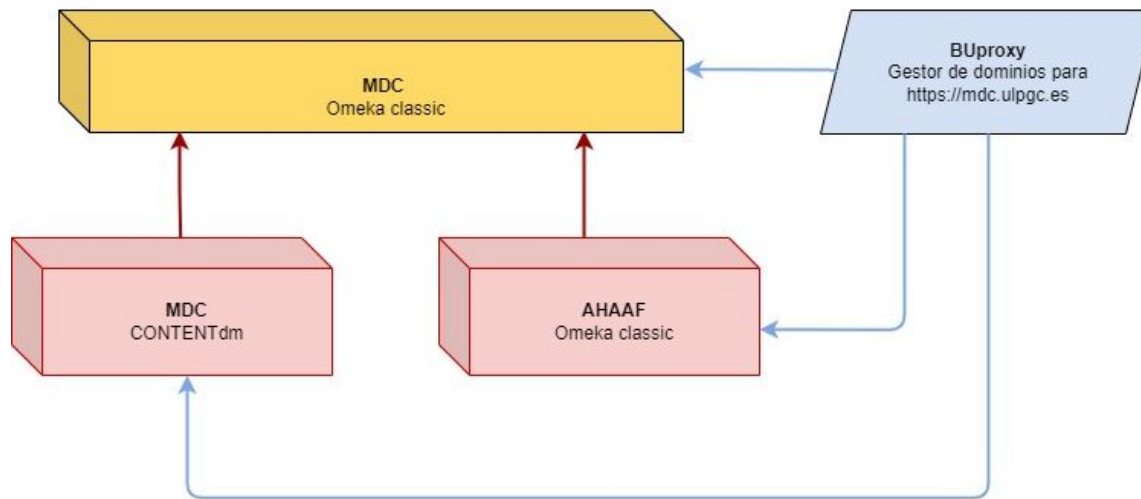 MDC
Omeka classic
BUproxy
Gestor de dominios para
https://mdc.ulpgc.es
MDC
CONTENTdm
AHAAF
Omeka classic